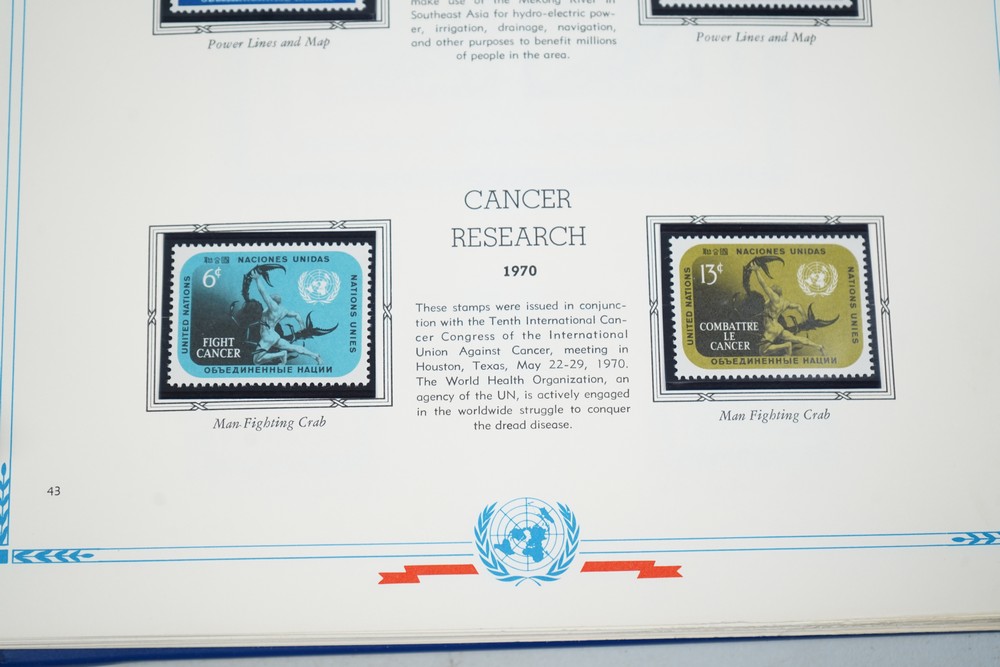 make use of the Mekong River in
Southeast Asia for hydro-electric pow-
er, irrigation, drainage, navigation,
and other purposes to benefit millions
of people in the area.
Power Lines and Map
Power Lines and Map
CANCER
RESEARCH
1970
These stamps were issued in conjunc-
tion with the Tenth International Can-
cer Congress of the International
Union Against Cancer, meeting in
Houston, Texas, May 22-29, 1970.
The World Health Organization, an
agency of the UN, is actively engaged
in the worldwide struggle to conquer
the dread disease.
6¢
NACIONES UNIDAS
UNITED NATIONS
NATIONS UNIES
FIGHT
CANCER
ОБЪЕДИНЕННЫЕ НАЦИИ
Man Fighting Crab
13¢
NACIONES UNIDAS
UNITED NATIONS
NATIONS UNIES
COMBATTRE
LE
CANCER
ОБЪЕДИНЕННЫЕ НАЦИИ
Man Fighting Crab
43